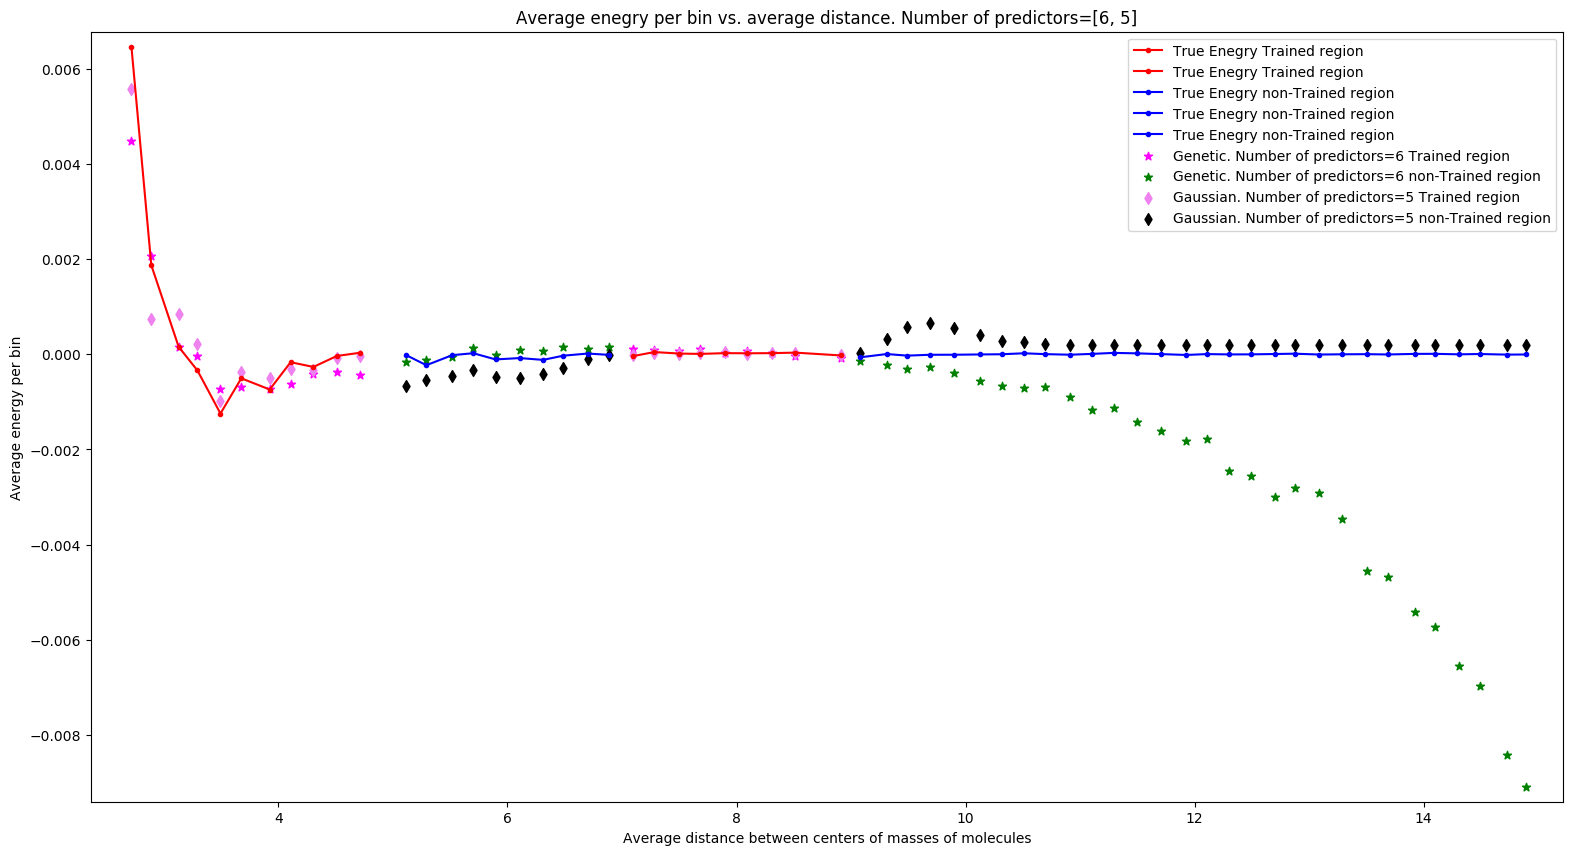 Average enegry per bin vs. average distance. Number of predictors=[6, 5]
True Enegry Trained region
True Enegry Trained region
True Enegry non-Trained region
True Enegry non-Trained region
True Enegry non-Trained region
Genetic. Number of predictors=6 Trained region
Genetic. Number of predictors=6 non-Trained region
Gaussian. Number of predictors=5 Trained region
Gaussian. Number of predictors=5 non-Trained region
Average energy per bin
0.006
0.004
0.002
0.000
−0.002
−0.004
−0.006
−0.008
4
6
8
10
12
14
Average distance between centers of masses of molecules